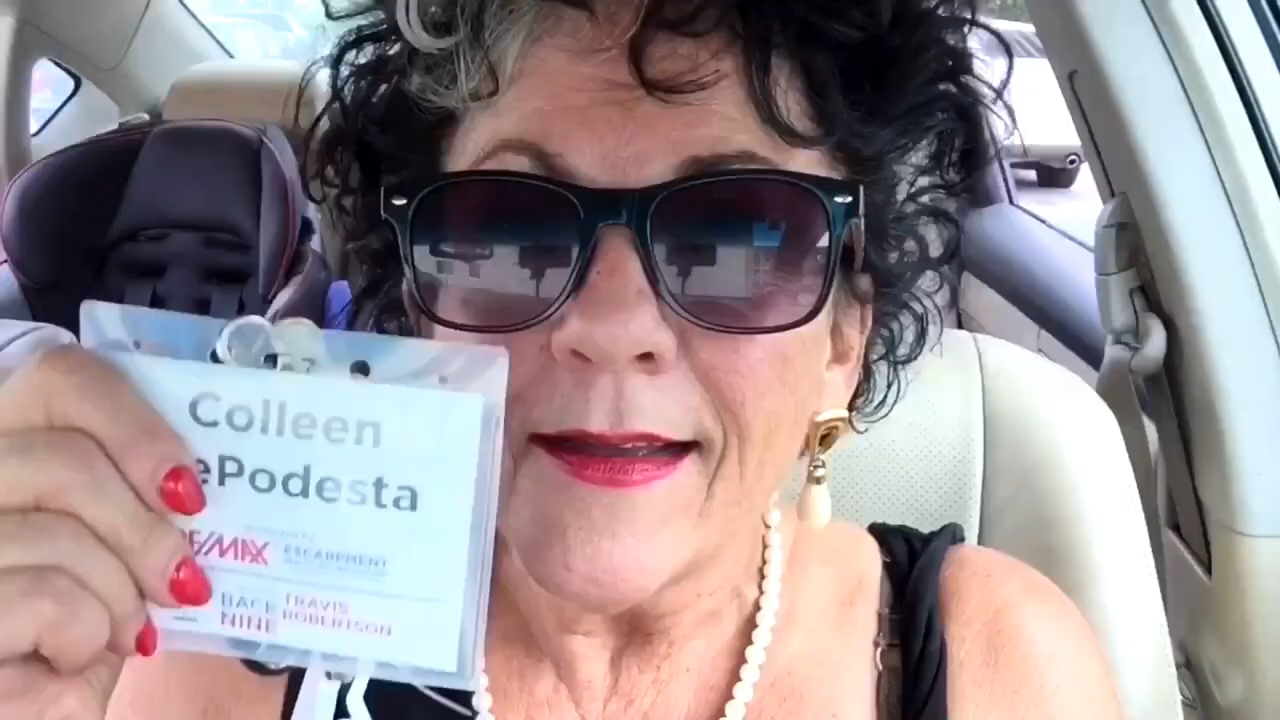 Colleen
ePodesta
RE/MAX ESCARPMENT
BACK NINE
TRAVIS ROBERTSON